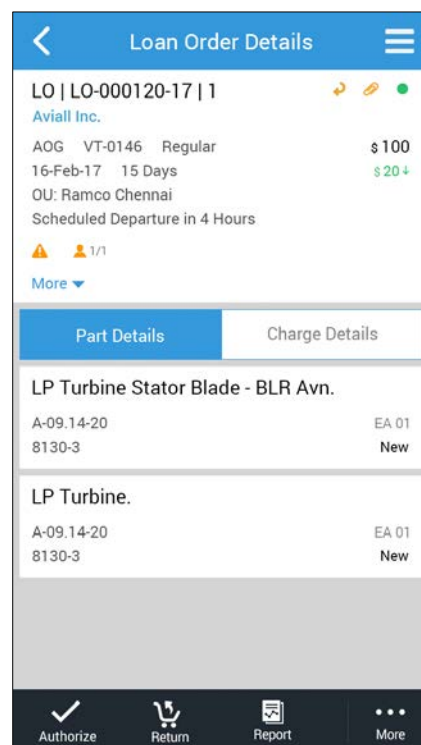 Loan Order Details
LO | LO-000120-17 | 1
Aviall Inc.
AOG VT-0146 Regular $ 100
16-Feb-17 15 Days $ 20↓
OU: Ramco Chennai
Scheduled Departure in 4 Hours
1/1
More
Part Details Charge Details
LP Turbine Stator Blade - BLR Avn.
A-09.14-20 EA 01
8130-3 New
LP Turbine.
A-09.14-20 EA 01
8130-3 New
Authorize Return Report More